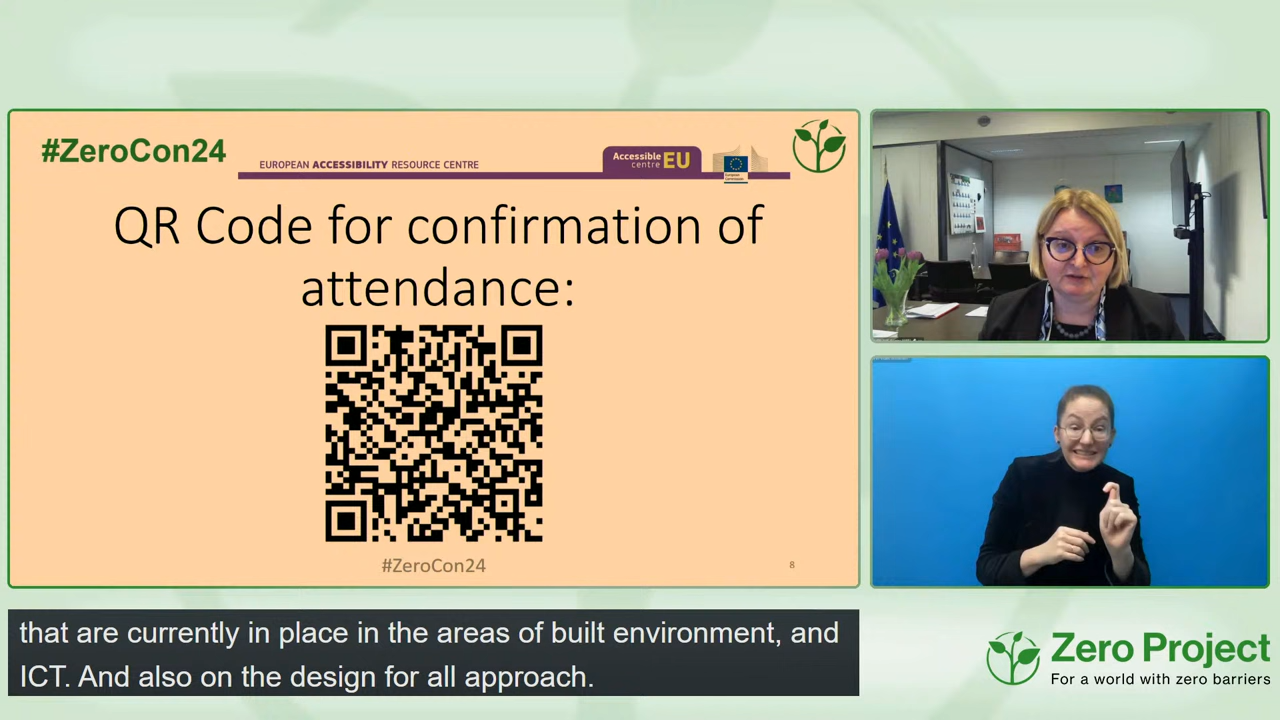 #ZeroCon24
EUROPEAN ACCESSIBILITY RESOURCE CENTRE
Accessible
centre EU
European
Commission
QR Code for confirmation of
attendance:
#ZeroCon24
8
that are currently in place in the areas of built environment, and
ICT. And also on the design for all approach.
Zero Project
For a world with zero barriers